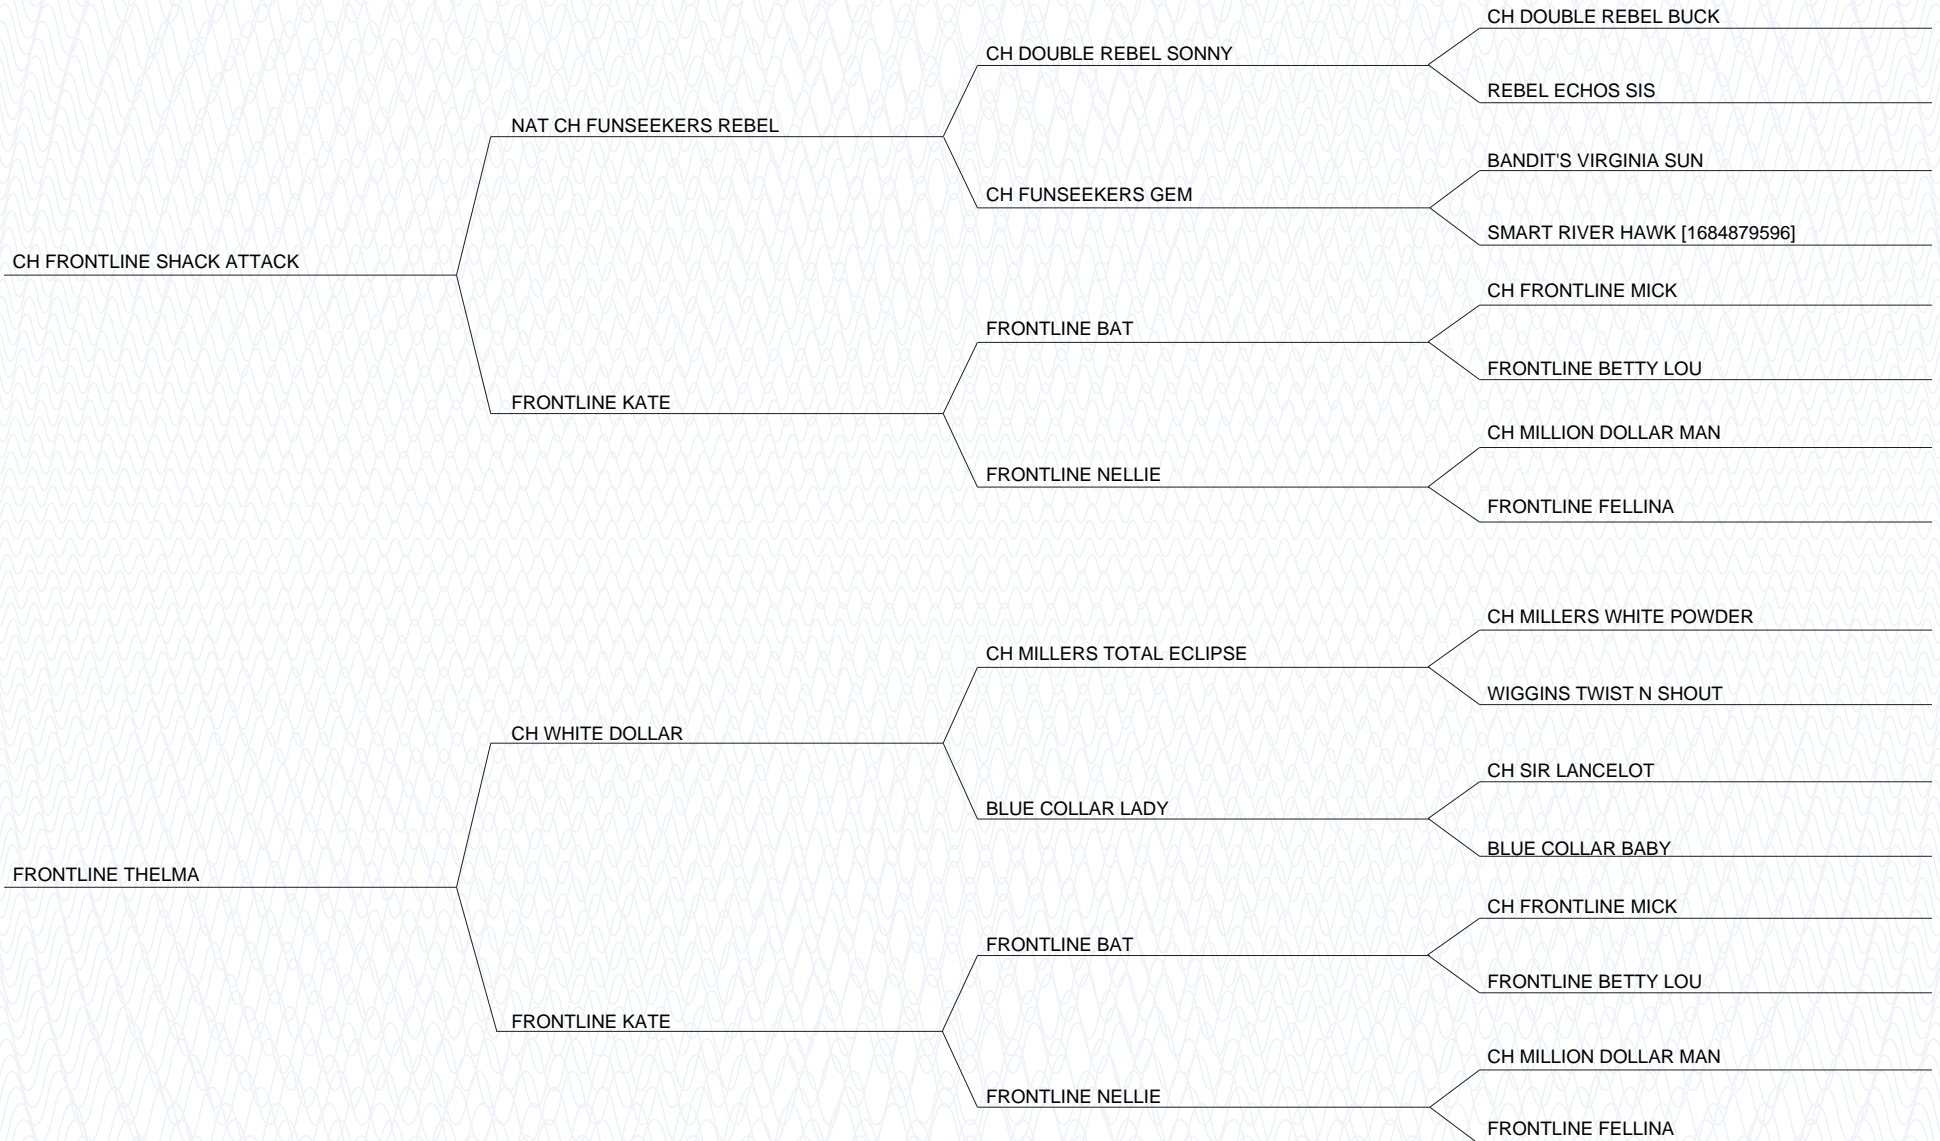 CH DOUBLE REBEL BUCK
CH DOUBLE REBEL SONNY
REBEL ECHOS SIS
NAT CH FUNSEEKERS REBEL
BANDIT'S VIRGINIA SUN
CH FUNSEEKERS GEM
SMART RIVER HAWK [1684879596]
CH FRONTLINE SHACK ATTACK
CH FRONTLINE MICK
FRONTLINE BAT
FRONTLINE BETTY LOU
FRONTLINE KATE
CH MILLION DOLLAR MAN
FRONTLINE NELLIE
FRONTLINE FELLINA
CH MILLERS WHITE POWDER
CH MILLERS TOTAL ECLIPSE
WIGGINS TWIST N SHOUT
CH WHITE DOLLAR
CH SIR LANCELOT
BLUE COLLAR LADY
BLUE COLLAR BABY
FRONTLINE THELMA
CH FRONTLINE MICK
FRONTLINE BAT
FRONTLINE BETTY LOU
FRONTLINE KATE
CH MILLION DOLLAR MAN
FRONTLINE NELLIE
FRONTLINE FELLINA